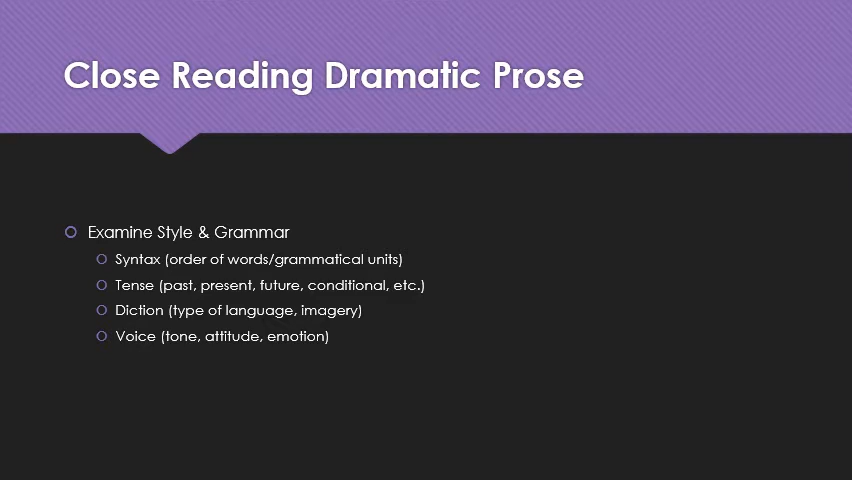 Close Reading Dramatic Prose
Examine Style & Grammar
Syntax (order of words/grammatical units)
Tense (past, present, future, conditional, etc.)
Diction (type of language, imagery)
Voice (tone, attitude, emotion)